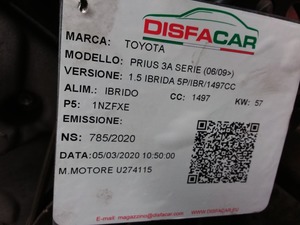 DISFACAR
MARCA: TOYOTA
MODELLO: PRIUS 3A SERIE (06/09>)
VERSIONE: 1.5 IBRIDA 5P/IBR/1497CC
ALIM.: IBRIDO CC: 1497 KW: 57
P5: 1NZFXE
EMISSIONE:
NS: 785/2020
DATA: 05/03/2020 10:50:00
M.MOTORE U274115
DISFACAR